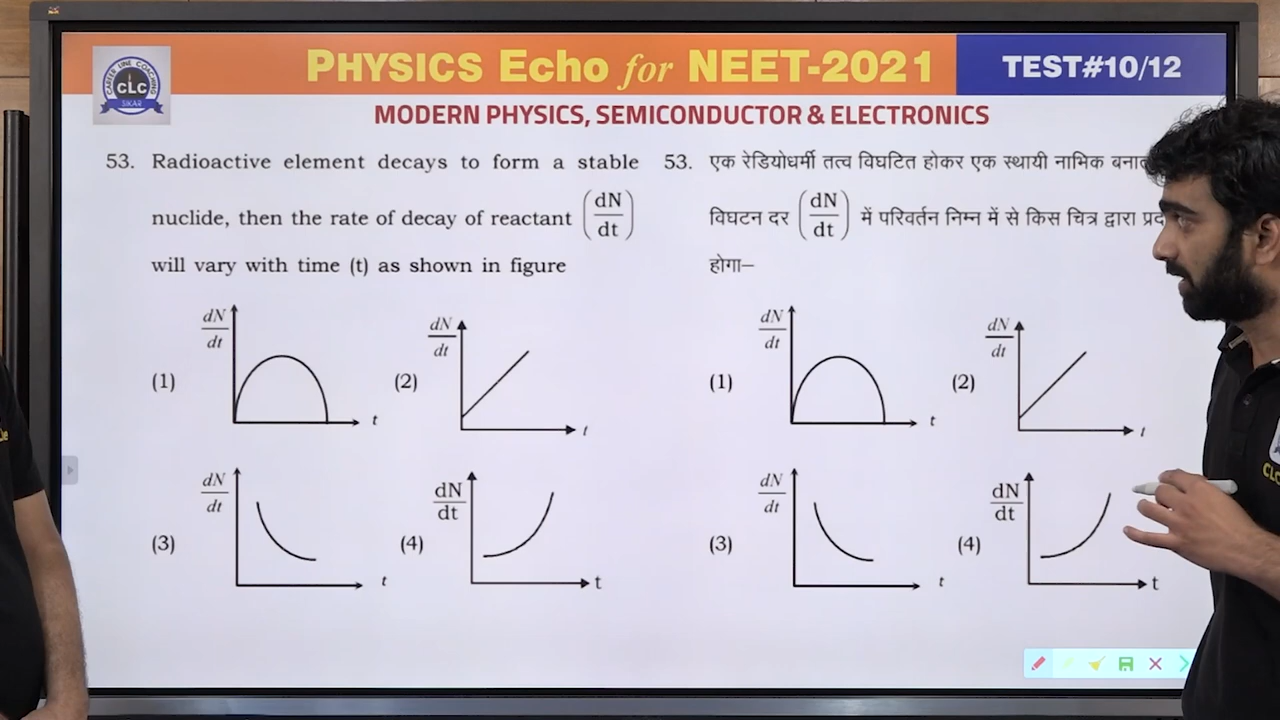 PHYSICS Echo for NEET-2021
TEST#10/12
CAREER LINE COACHING
CLC
SIKAR
MODERN PHYSICS, SEMICONDUCTOR & ELECTRONICS
53. Radioactive element decays to form a stable
nuclide, then the rate of decay of reactant (dN/dt)
will vary with time (t) as shown in figure
(1) dN/dt t
(2) dN/dt t
(3) dN/dt t
(4) dN/dt t
53. एक रेडियोधर्मी तत्व विघटित होकर एक स्थायी नाभिक
विघटन दर (dN/dt) में परिवर्तन निम्न में से किस चित्र द्वारा
होगा–
(1) dN/dt t
(2) dN/dt t
(3) dN/dt t
(4) dN/dt t